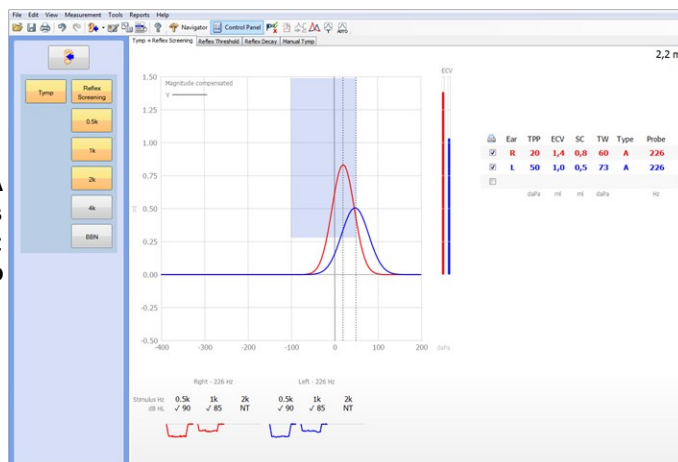 File Edit View Measurement Tools Reports Help
Navigator Control Panel
Tymp + Reflex Screening Reflex Threshold Reflex Decay Manual Tymp
2,2 m
Tymp Reflex Screening
0.5k
1k
2k
4k
BBN
A
ECV
Magnitude compensated
Y
1.50
1.25
1.00
0.75
0.50
0.25
0.00
-0.25
-0.50
-400 -300 -200 -100 0 100 200 daPa
Ear TPP ECV SC TW Type Probe
R 20 1,4 0,8 60 A 226
L 50 1,0 0,5 73 A 226
daPa ml ml daPa Hz
Right - 226 Hz Left - 226 Hz
Stimulus Hz 0.5k 1k 2k 0.5k 1k 2k
dB HL ✓ 90 ✓ 85 NT ✓ 90 ✓ 85 NT